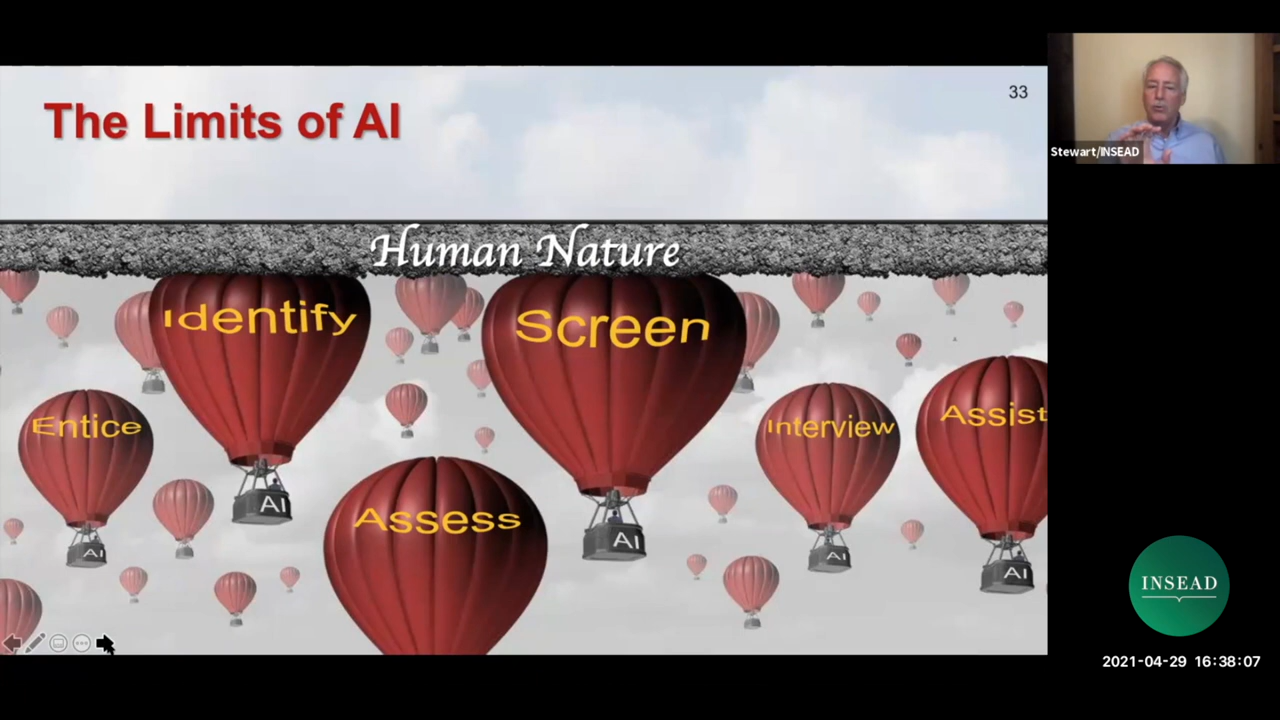 The Limits of AI
33
Stewart/INSEAD
Human Nature
Identify
Screen
Entice
Interview
Assist
Assess
AI
AI
AI
AI
AI
INSEAD
2021-04-29 16:38:07